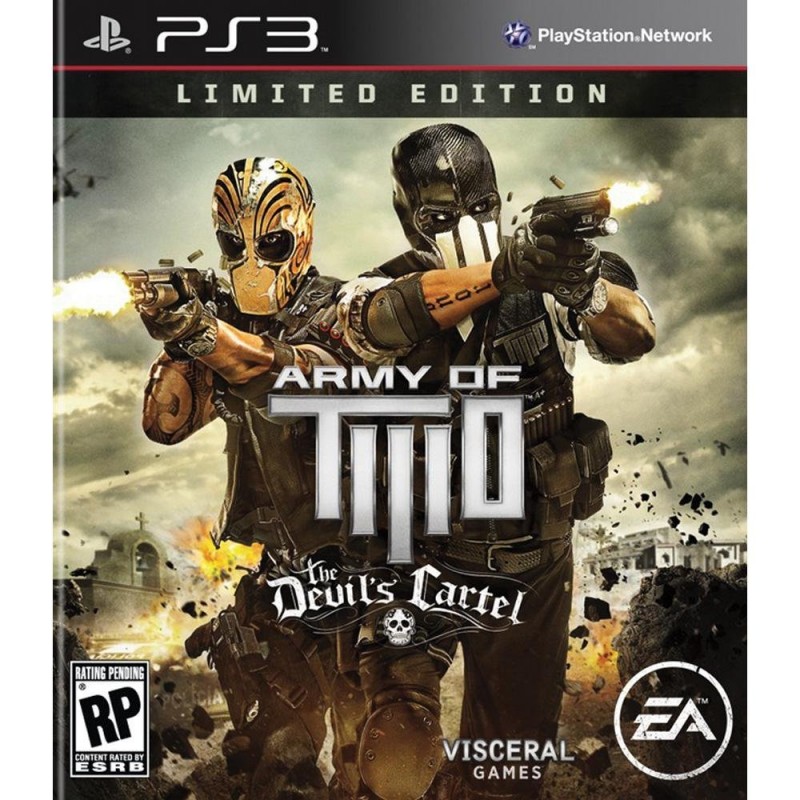 PS3
PlayStation®Network
LIMITED EDITION
ARMY OF
TWO
the
Devil's Cartel
RATING PENDING
RP
CONTENT RATED BY
ESRB
VISCERAL
GAMES
EA